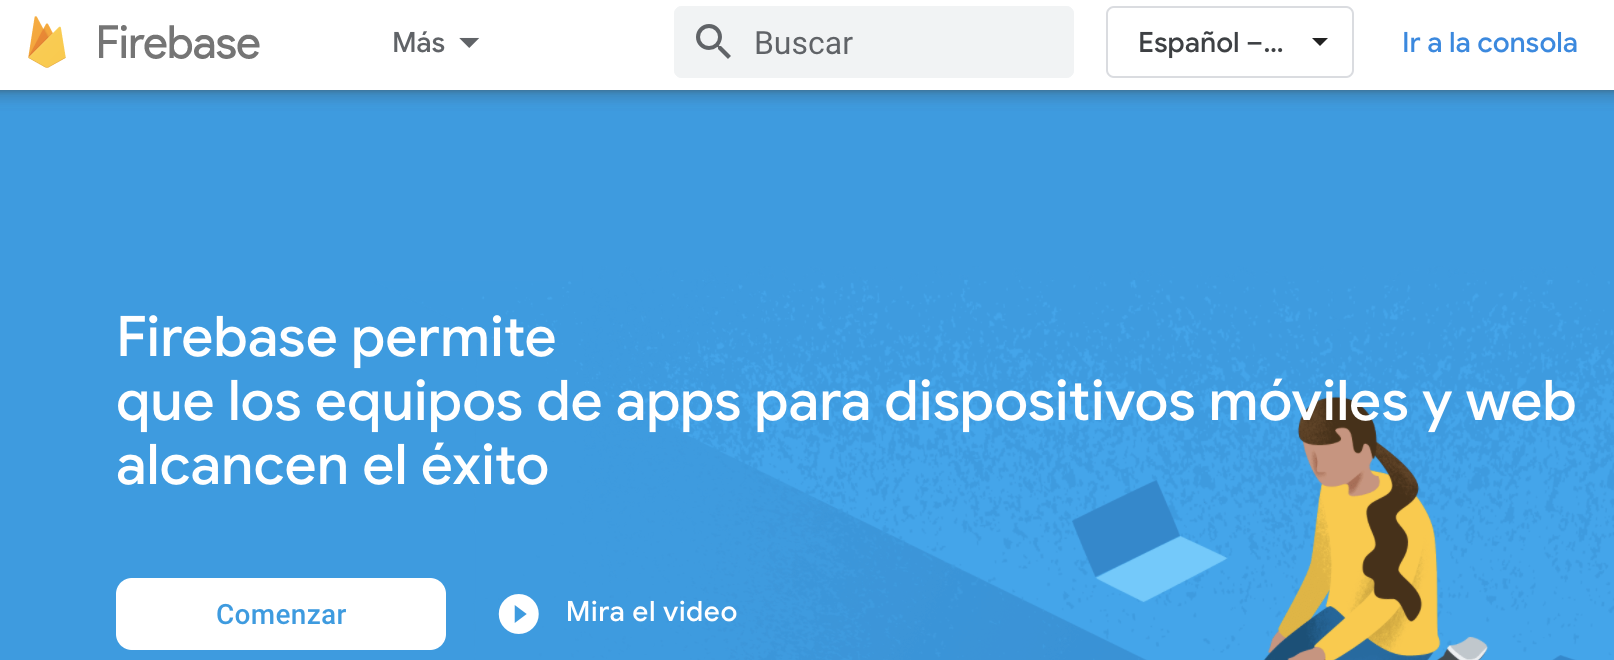 Firebase
Más
Buscar
Español –...
Ir a la consola
Firebase permite
que los equipos de apps para dispositivos móviles y web
alcancen el éxito
Comenzar
Mira el video